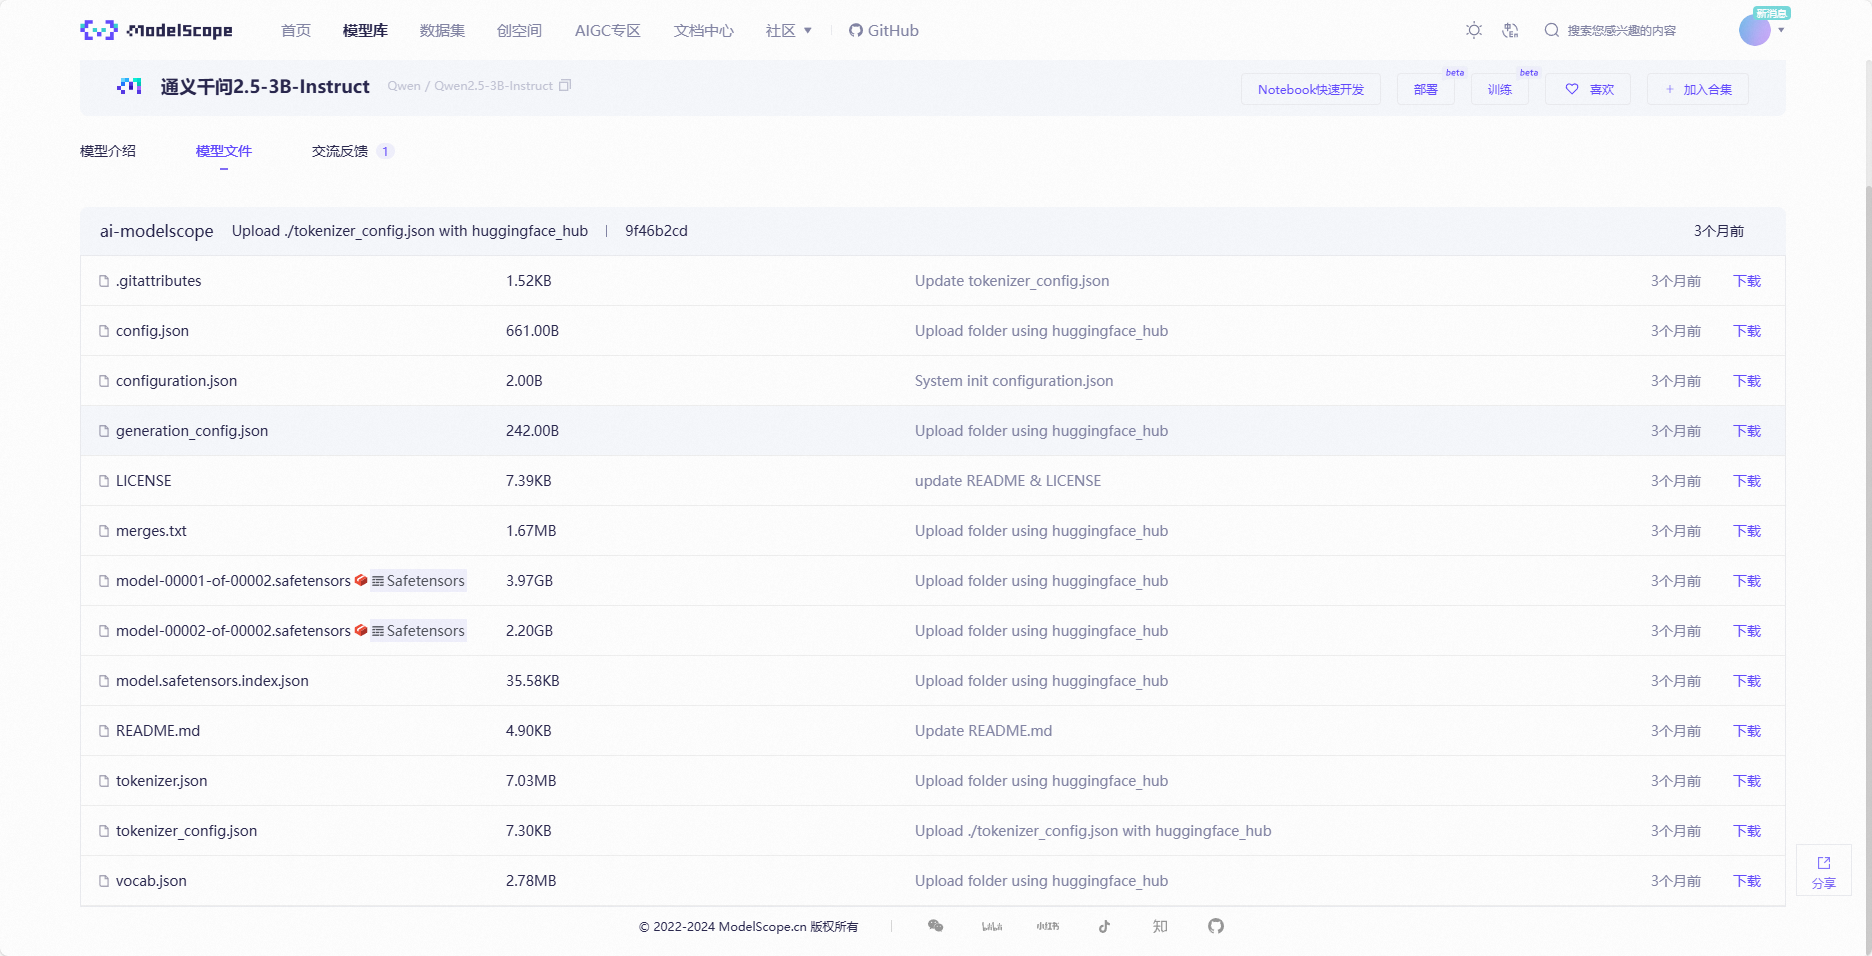 ModelScope 首页 模型库 数据集 创空间 AIGC专区 文档中心 社区 GitHub 搜索您感兴趣的内容 新消息
通义千问2.5-3B-Instruct Qwen / Qwen2.5-3B-Instruct Notebook快速开发 部署 beta 训练 beta 喜欢 + 加入合集
模型介绍 模型文件 交流反馈 1
ai-modelscope Upload ./tokenizer_config.json with huggingface_hub | 9f46b2cd 3个月前
.gitattributes 1.52KB Update tokenizer_config.json 3个月前 下载
config.json 661.00B Upload folder using huggingface_hub 3个月前 下载
configuration.json 2.00B System init configuration.json 3个月前 下载
generation_config.json 242.00B Upload folder using huggingface_hub 3个月前 下载
LICENSE 7.39KB update README & LICENSE 3个月前 下载
merges.txt 1.67MB Upload folder using huggingface_hub 3个月前 下载
model-00001-of-00002.safetensors Safetensors 3.97GB Upload folder using huggingface_hub 3个月前 下载
model-00002-of-00002.safetensors Safetensors 2.20GB Upload folder using huggingface_hub 3个月前 下载
model.safetensors.index.json 35.58KB Upload folder using huggingface_hub 3个月前 下载
README.md 4.90KB Update README.md 3个月前 下载
tokenizer.json 7.03MB Upload folder using huggingface_hub 3个月前 下载
tokenizer_config.json 7.30KB Upload ./tokenizer_config.json with huggingface_hub 3个月前 下载
vocab.json 2.78MB Upload folder using huggingface_hub 3个月前 下载
分享
© 2022-2024 ModelScope.cn 版权所有 | bilibili 小红书 知